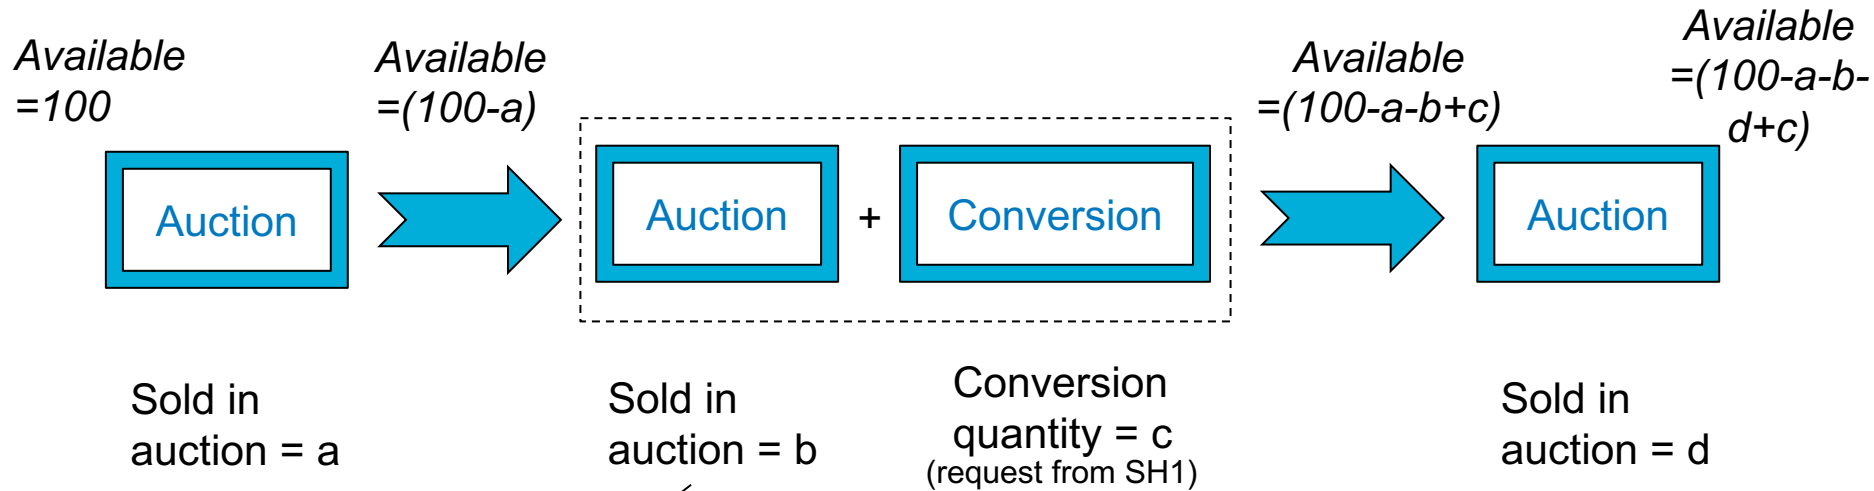 Available
=100
Available
=(100-a)
Available
=(100-a-b+c)
Available
=(100-a-b-
d+c)
Auction
Auction
+
Conversion
Auction
Sold in
auction = a
Sold in
auction = b
Conversion
quantity = c
(request from SH1)
Sold in
auction = d